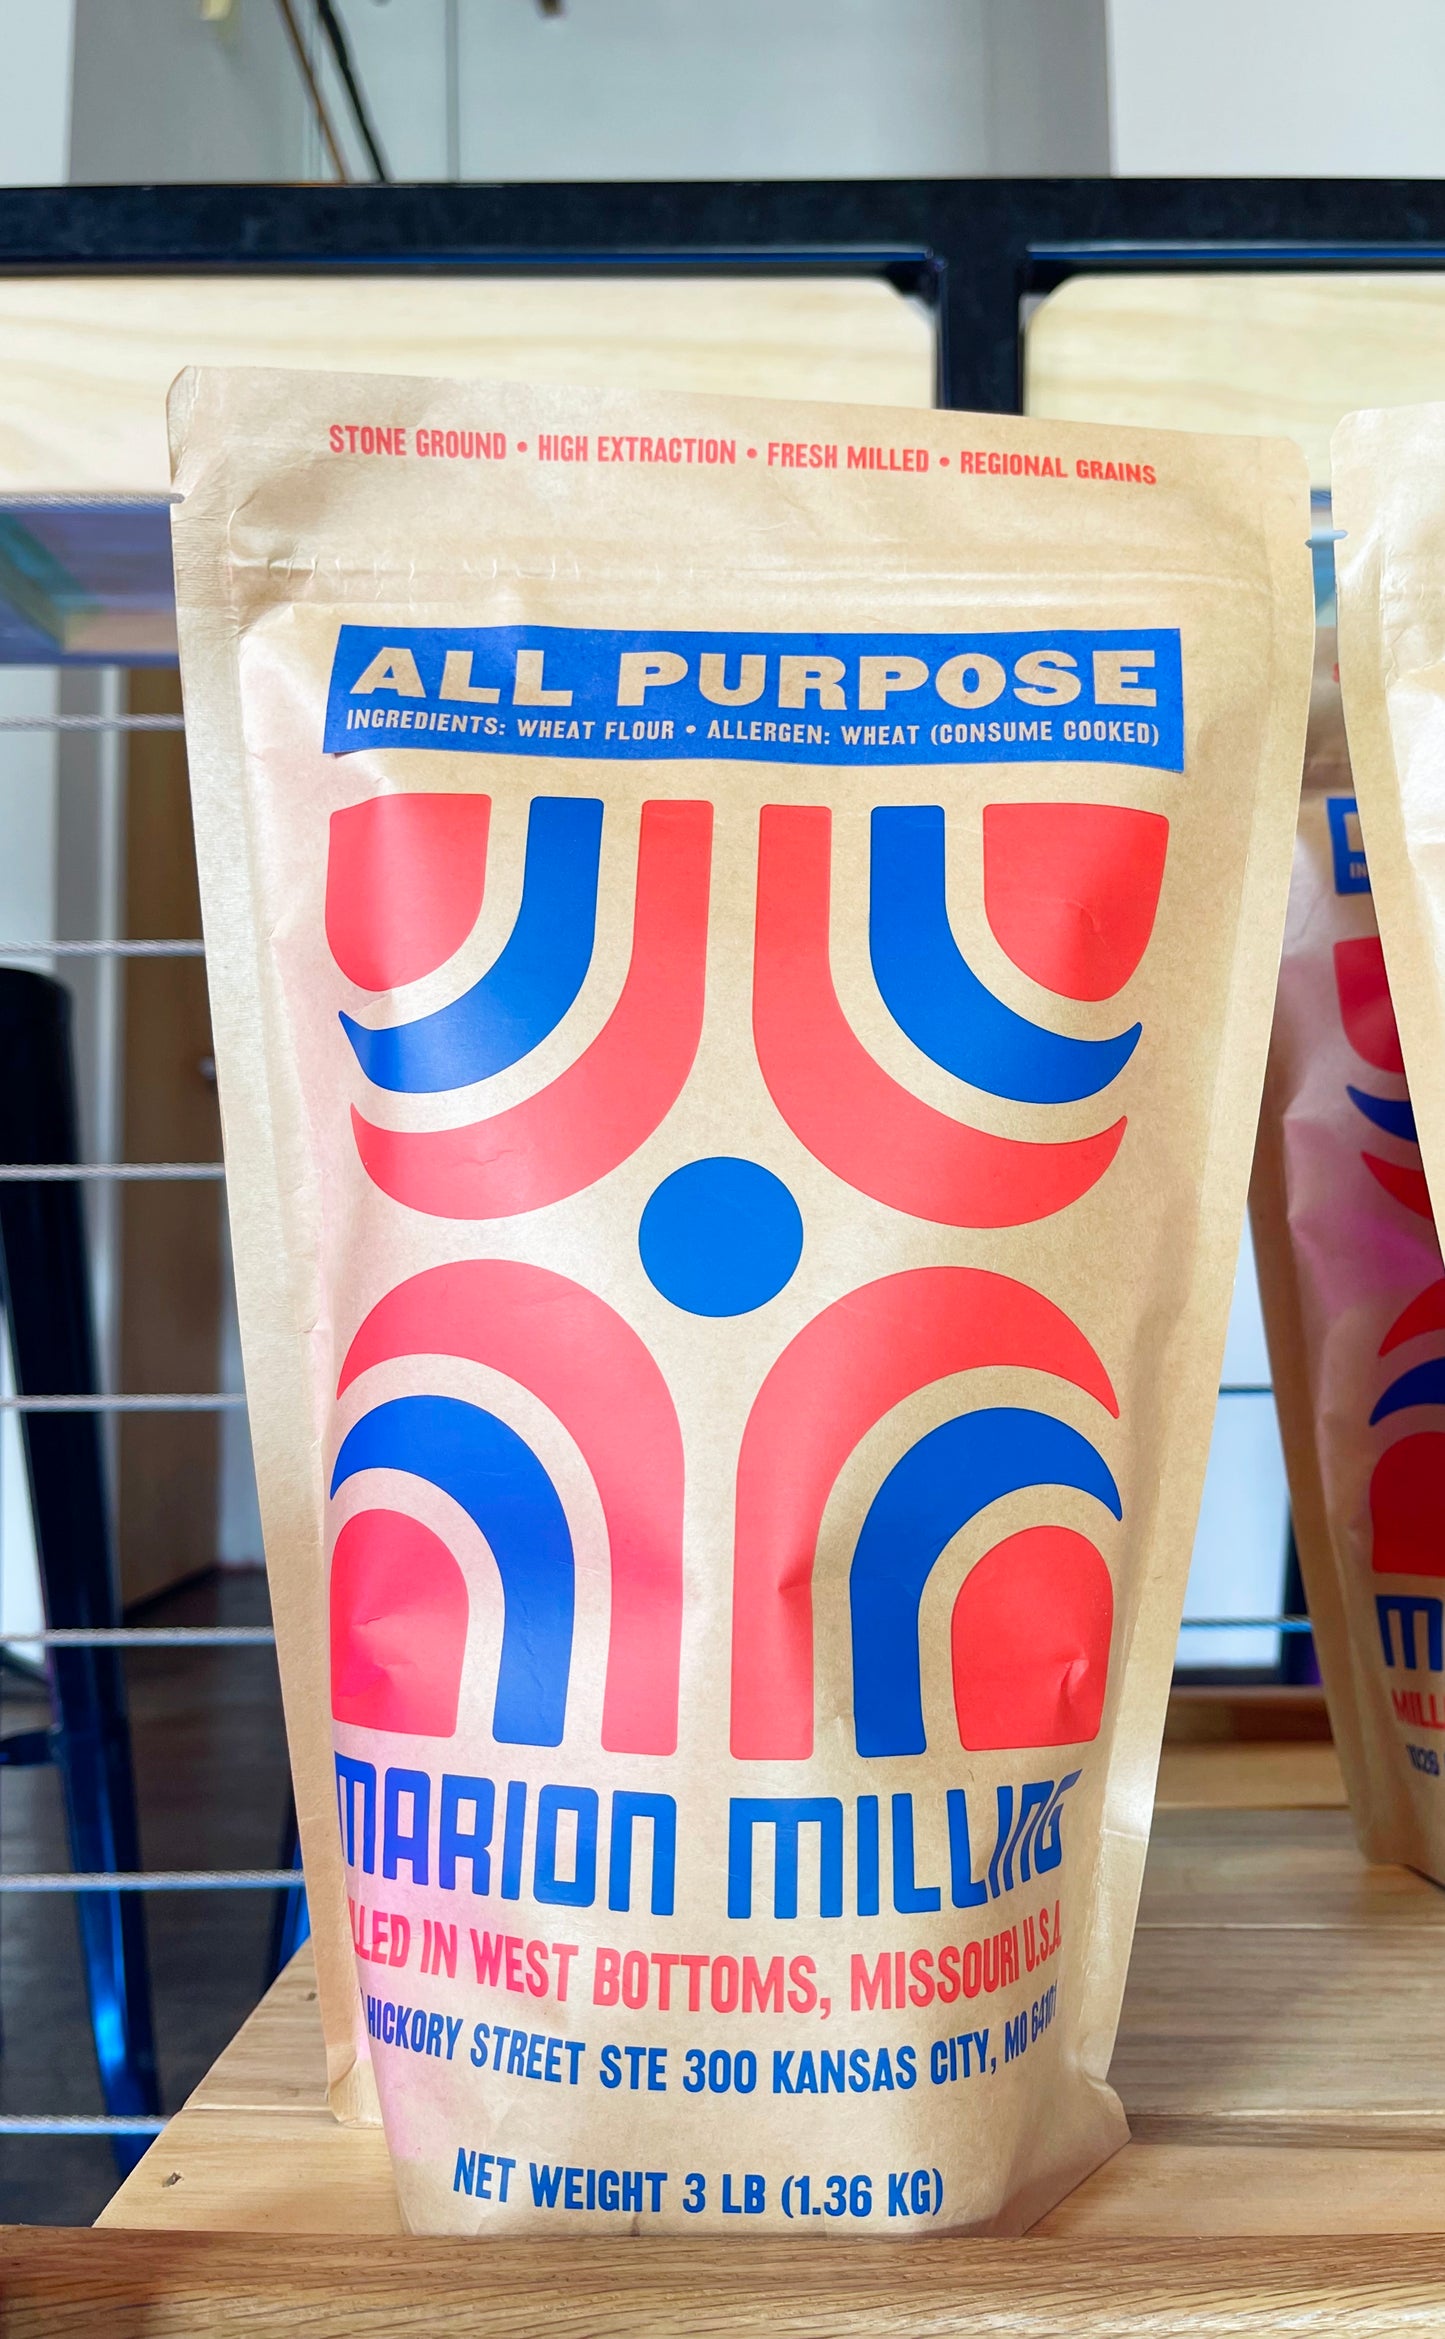 STONE GROUND • HIGH EXTRACTION • FRESH MILLED • REGIONAL GRAINS
ALL PURPOSE
INGREDIENTS: WHEAT FLOUR • ALLERGEN: WHEAT (CONSUME COOKED)
MARION MILLING
IN WEST BOTTOMS, MISSOURI U.S.A.
HICKORY STREET STE 300 KANSAS CITY, MO 64101
NET WEIGHT 3 LB (1.36 KG)